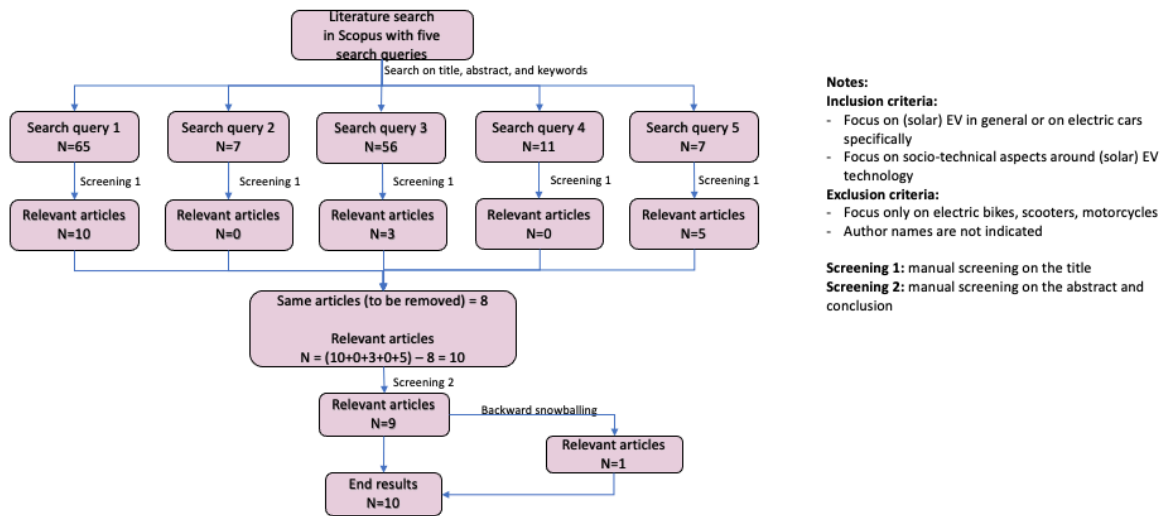 Literature search
in Scopus with five
search queries
Search on title, abstract, and keywords
Search query 1
N=65
Search query 2
N=7
Search query 3
N=56
Search query 4
N=11
Search query 5
N=7
Screening 1
Screening 1
Screening 1
Screening 1
Screening 1
Relevant articles
N=10
Relevant articles
N=0
Relevant articles
N=3
Relevant articles
N=0
Relevant articles
N=5
Same articles (to be removed) = 8
Relevant articles
N = (10+0+3+0+5) – 8 = 10
Screening 2
Relevant articles
N=9
Backward snowballing
Relevant articles
N=1
End results
N=10
Notes:
Inclusion criteria:
- Focus on (solar) EV in general or on electric cars
specifically
- Focus on socio-technical aspects around (solar) EV
technology
Exclusion criteria:
- Focus only on electric bikes, scooters, motorcycles
- Author names are not indicated
Screening 1: manual screening on the title
Screening 2: manual screening on the abstract and
conclusion